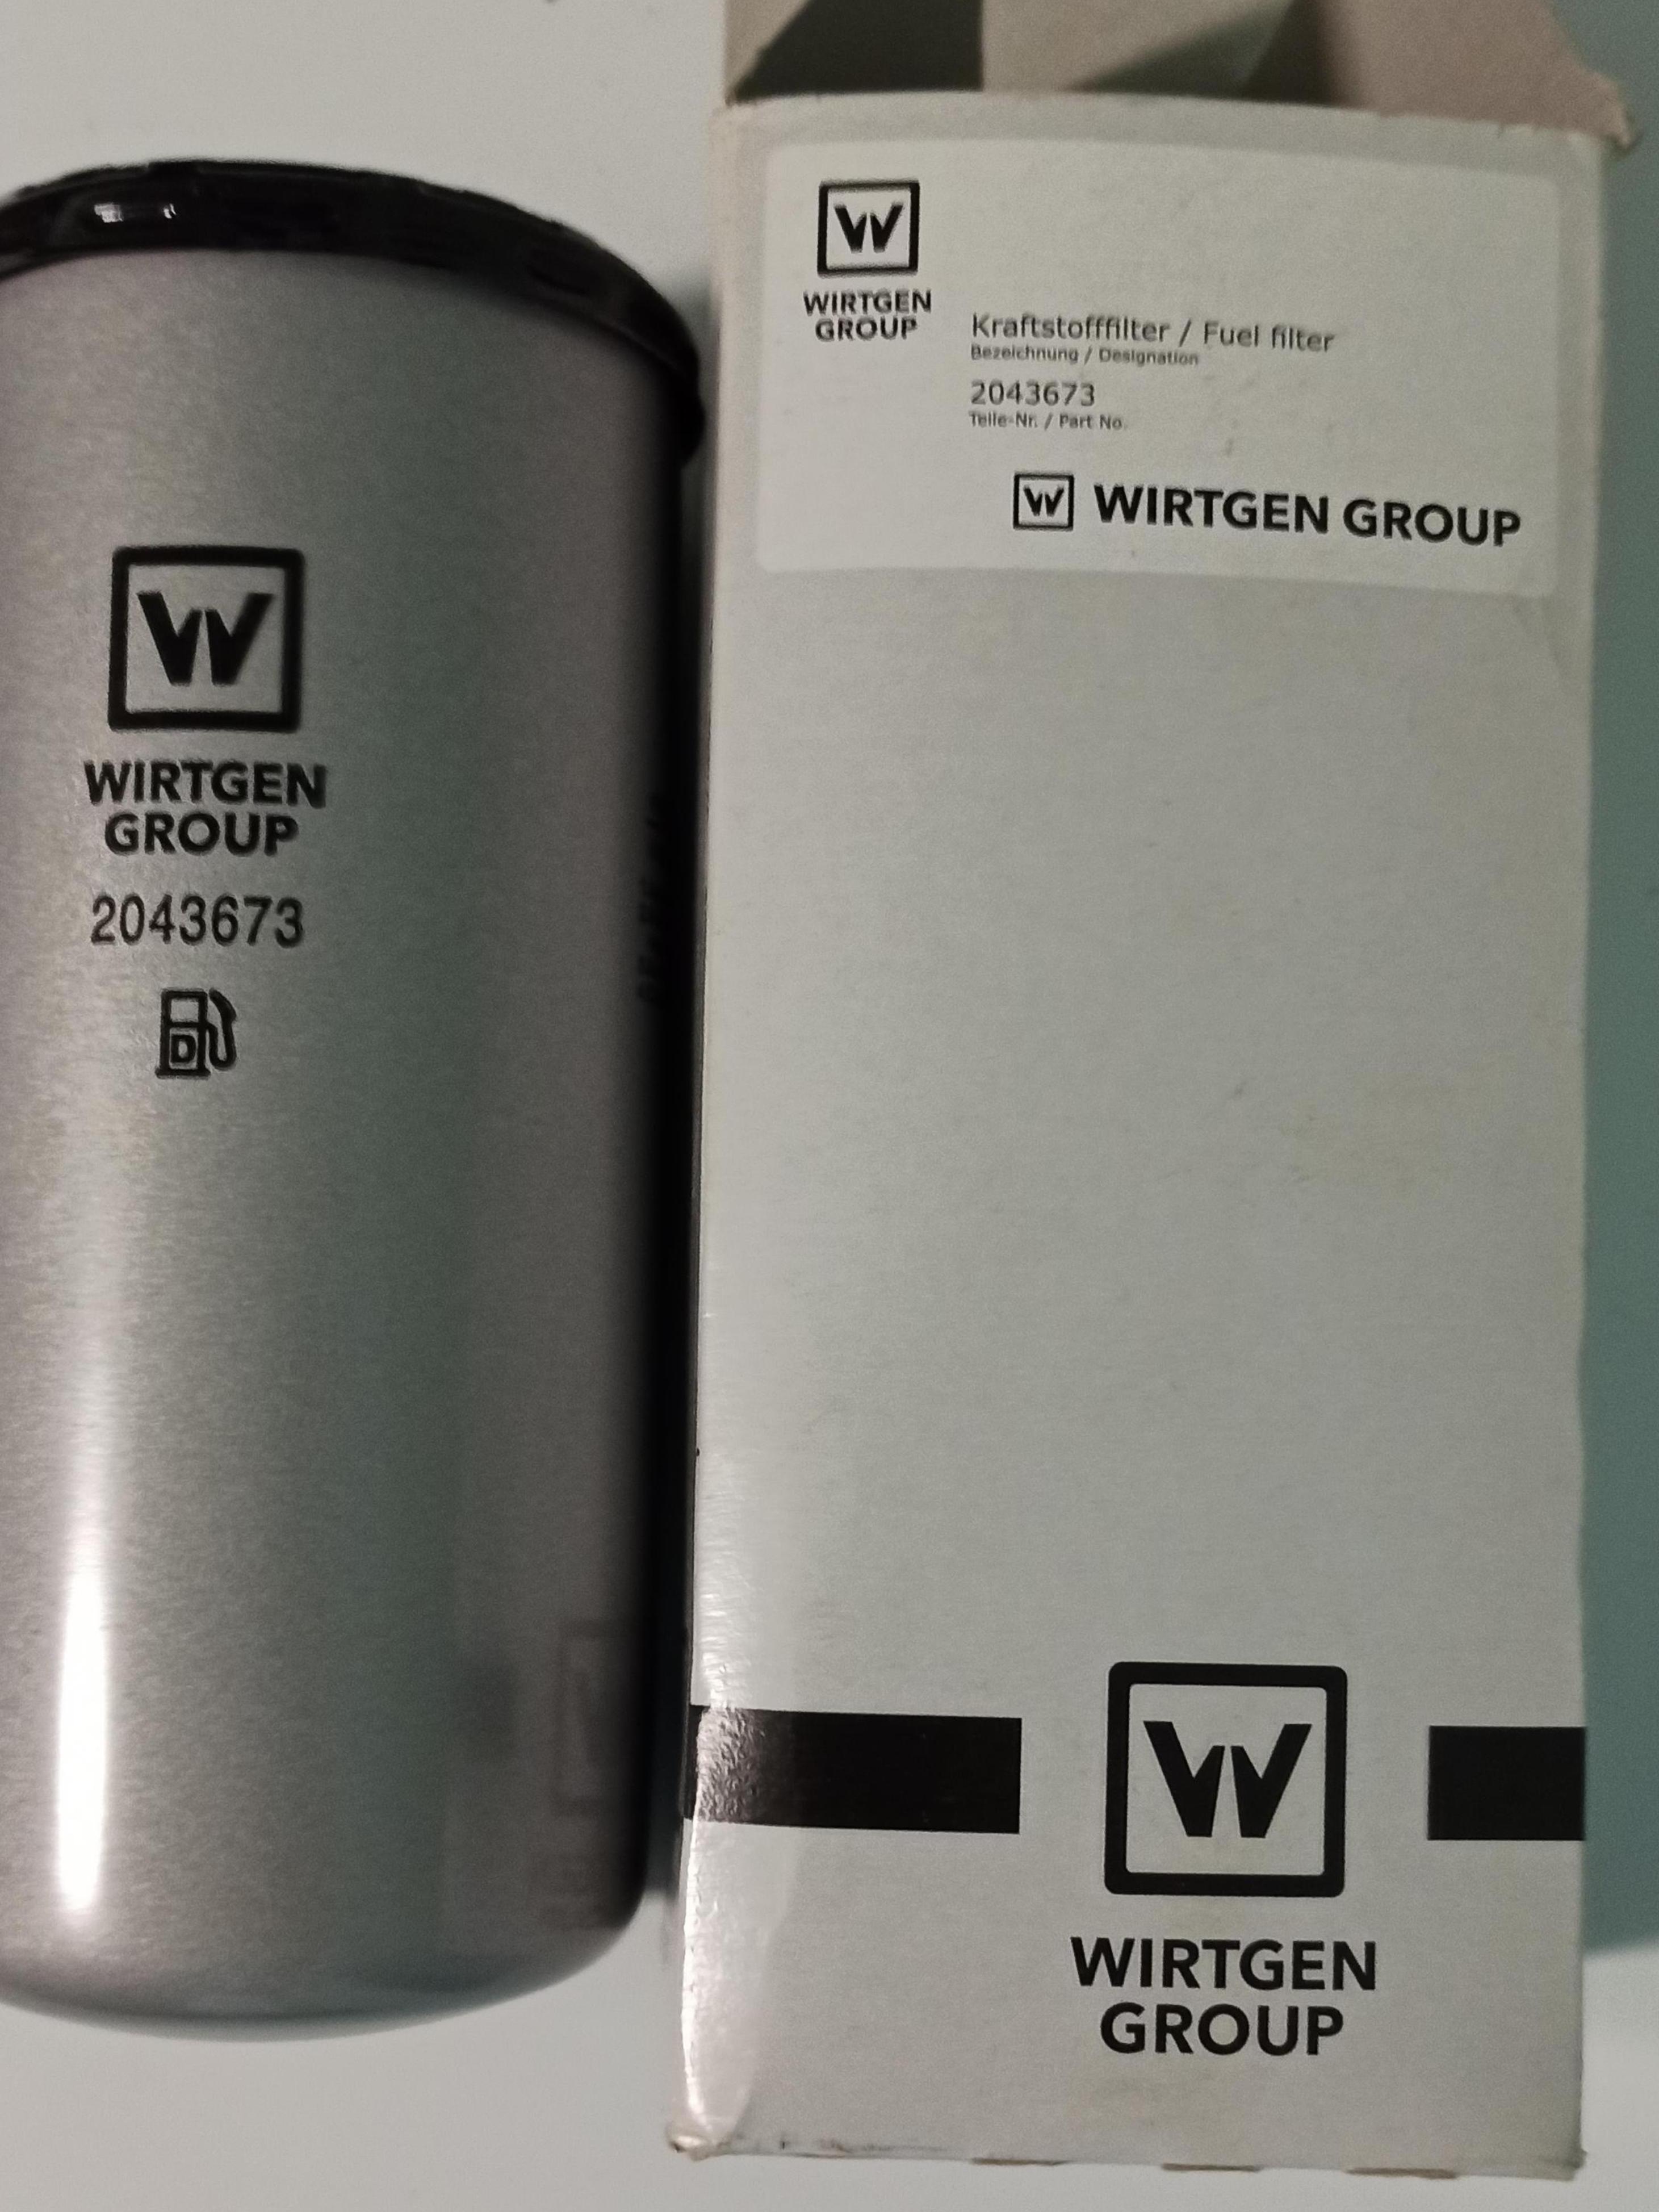 W
WIRTGEN
GROUP
2043673
D
W
WIRTGEN
GROUP
Kraftstofffilter / Fuel filter
Bezeichnung / Designation
2043673
Teile-Nr. / Part No.
W WIRTGEN GROUP
W
WIRTGEN
GROUP